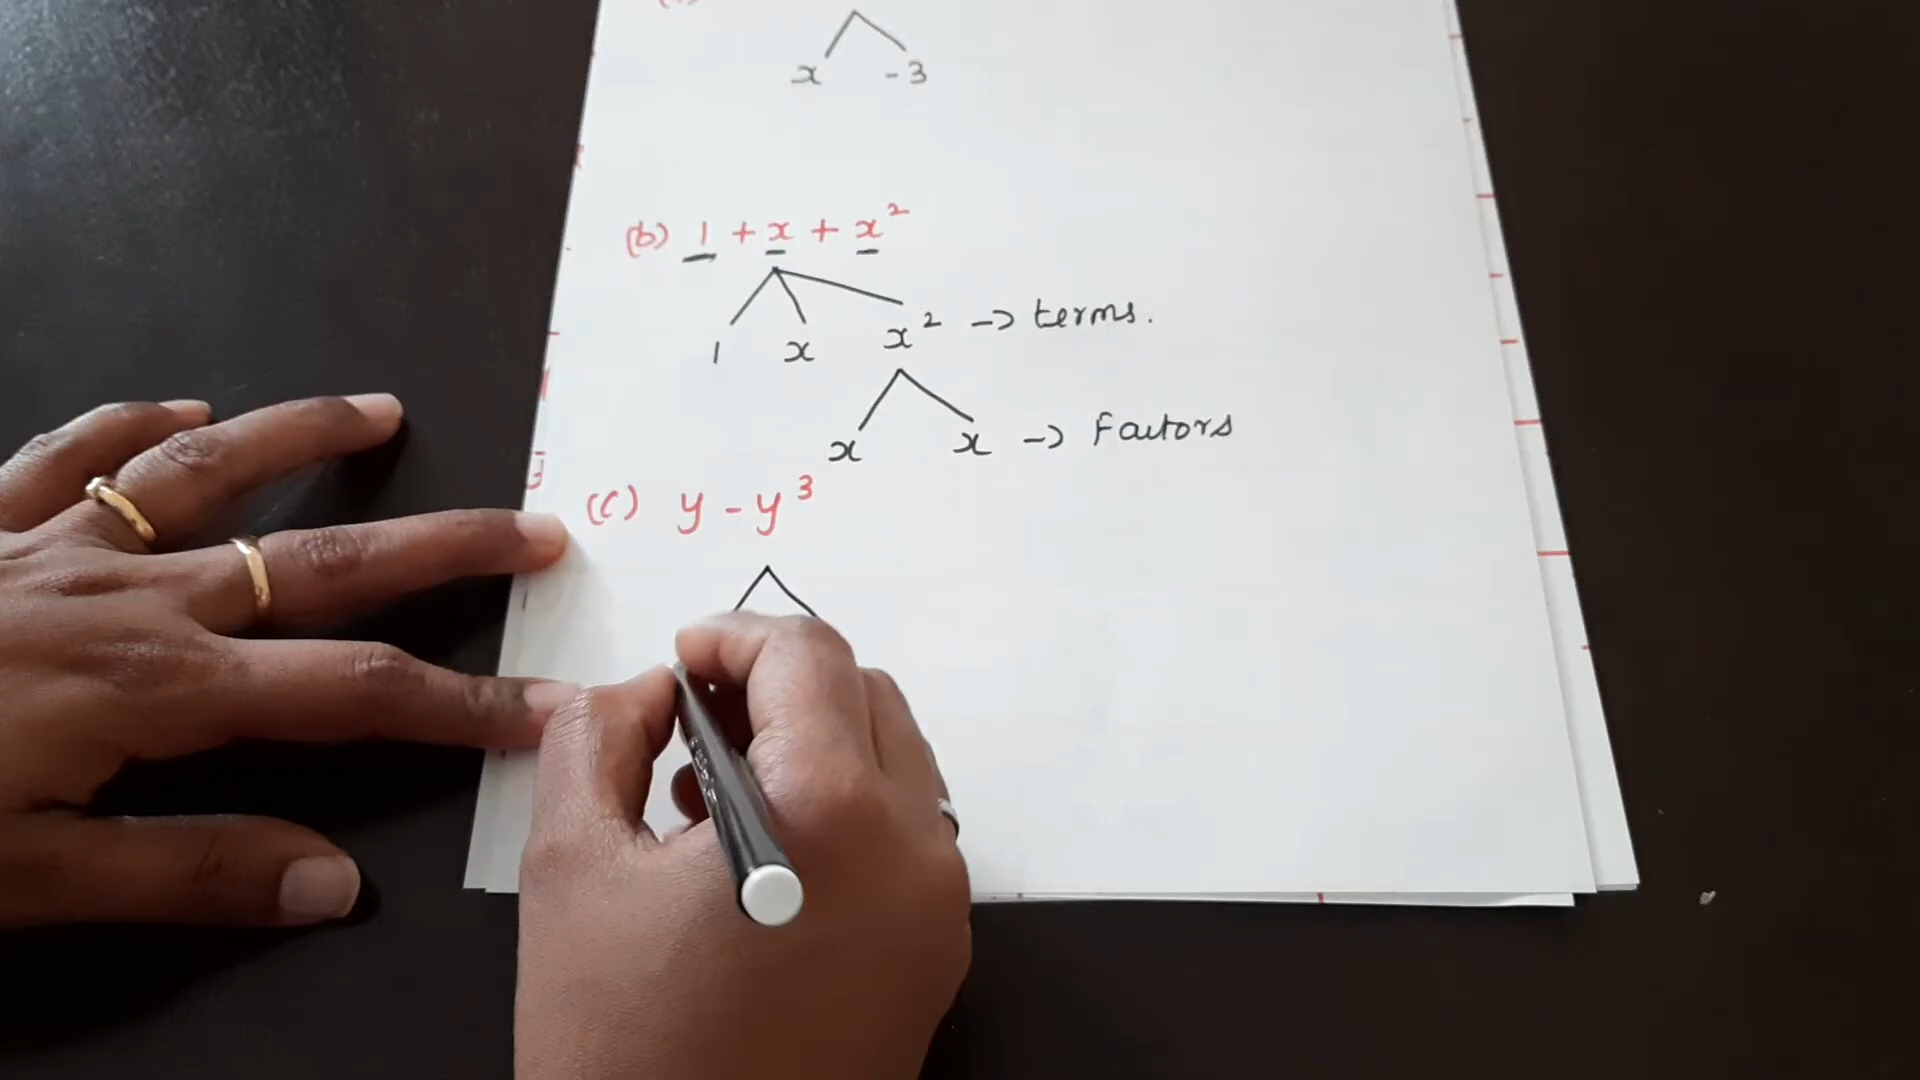 x -3
(b) 1 + x + x²
1 x x² -> terms.
x x -> Factors
(c) y - y³